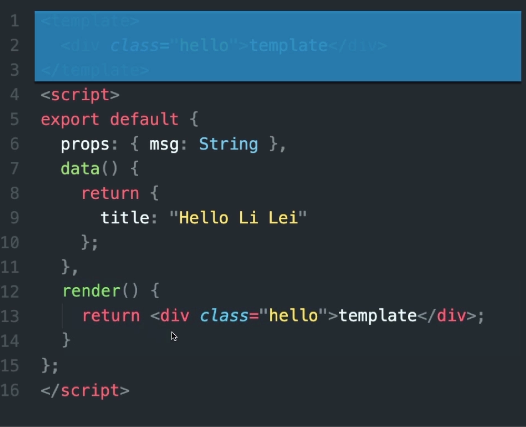 1 <template>
2 <div class="hello">template</div>
3 </template>
4 <script>
5 export default {
6 props: { msg: String },
7 data() {
8 return {
9 title: "Hello Li Lei"
10 };
11 },
12 render() {
13 return <div class="hello">template</div>;
14 }
15 };
16 </script>